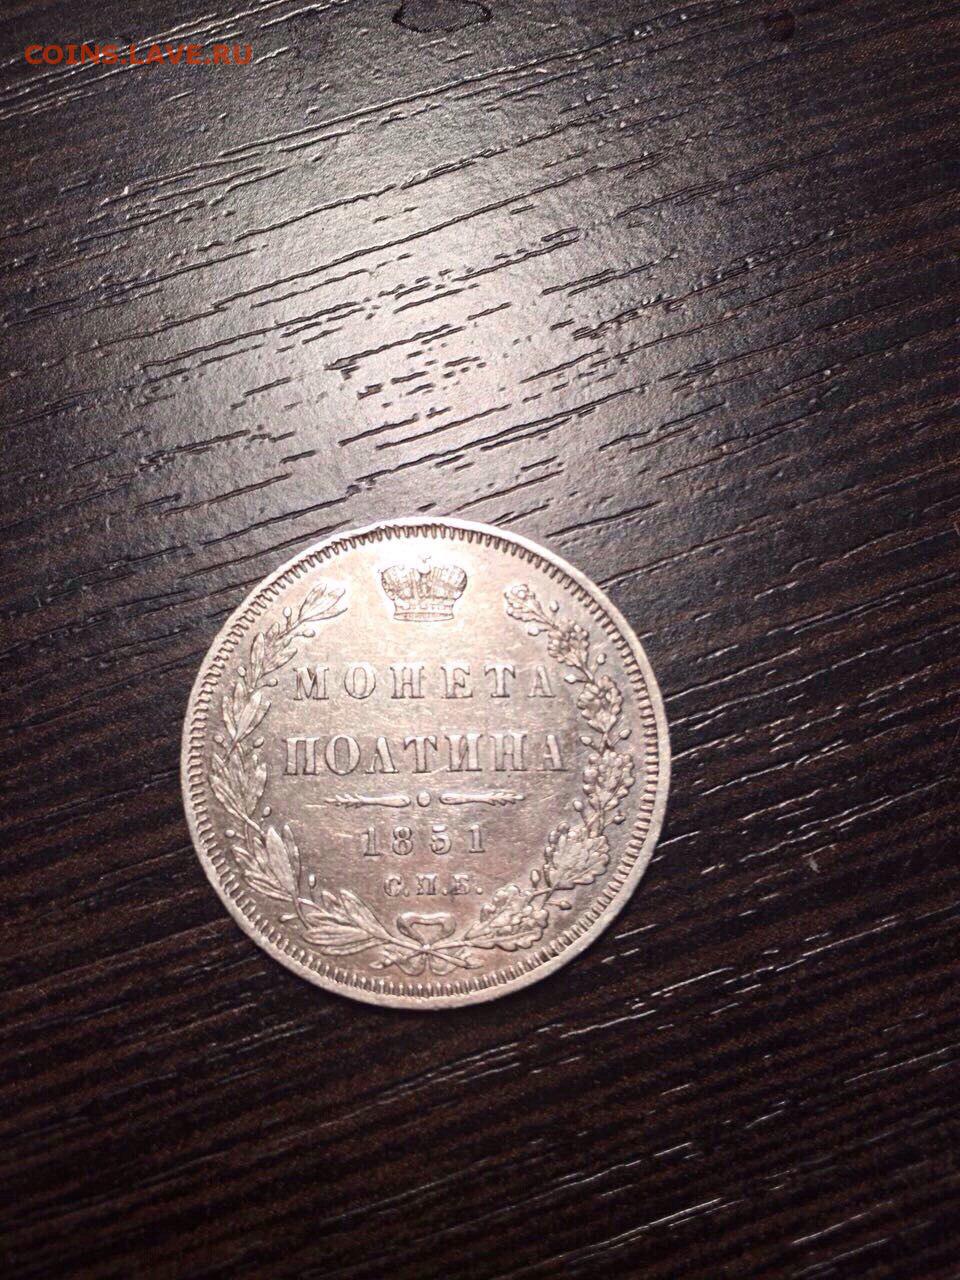 COINS.LAVE.RU
МОНЕТА
ПОЛТИНА
1851
С.П.Б.